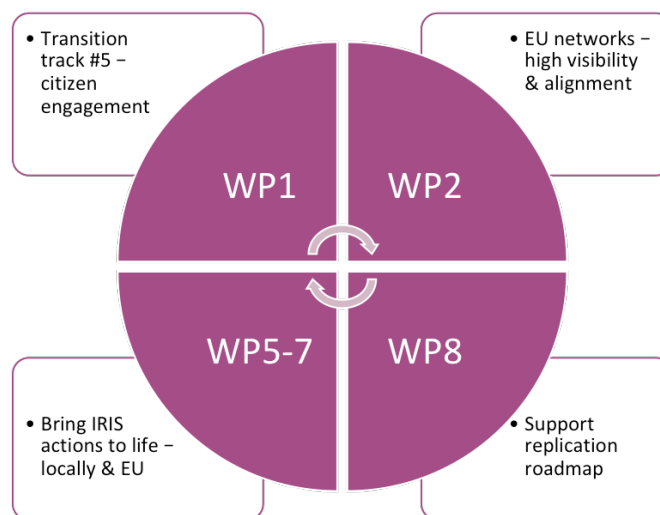 • Transition
track #5 –
citizen
engagement
• EU networks –
high visibility
& alignment
WP1
WP2
WP5-7
WP8
• Bring IRIS
actions to life –
locally & EU
• Support
replication
roadmap